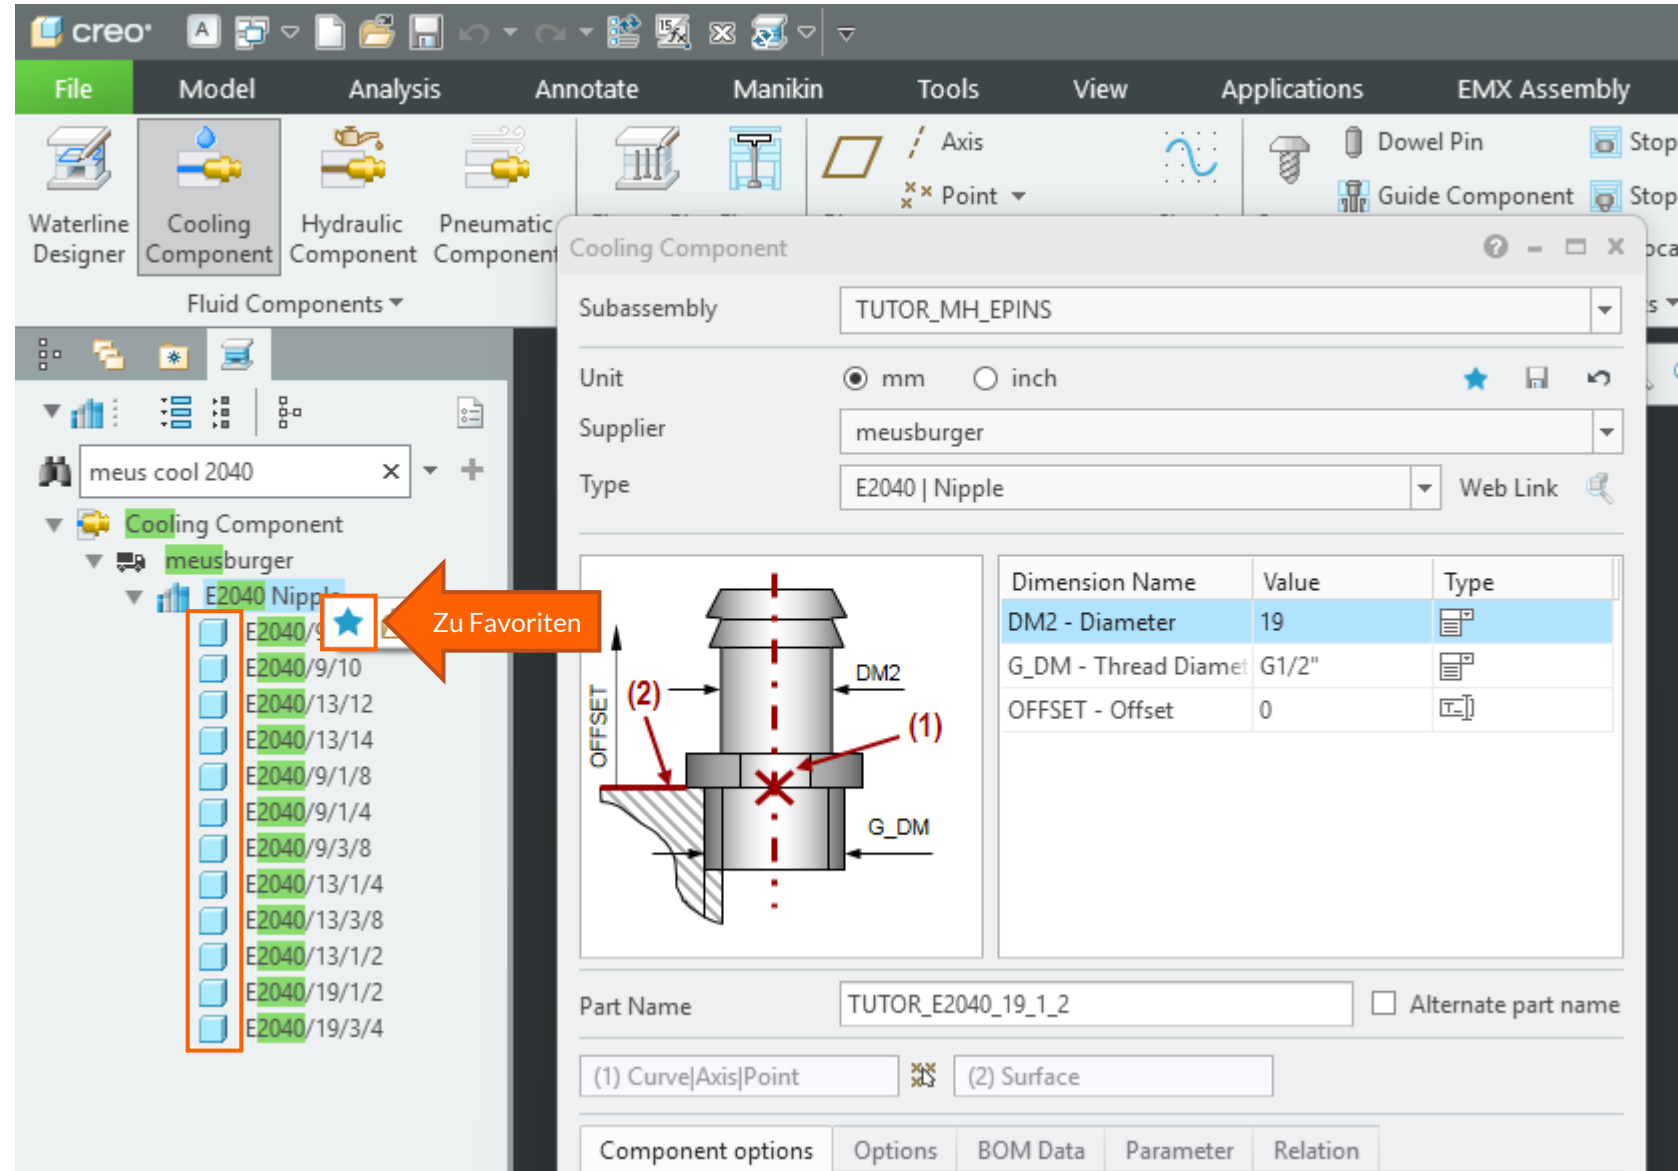 creo
File Model Analysis Annotate Manikin Tools View Applications EMX Assembly
Waterline Designer
Cooling Component
Hydraulic Component
Pneumatic Component
Axis
Point
Dowel Pin
Guide Component
Stop
Stop
Fluid Components
Cooling Component
Subassembly TUTOR_MH_EPINS
Unit mm inch
Supplier meusburger
Type E2040 | Nipple Web Link
meus cool 2040
Cooling Component
meusburger
E2040 Nipple
E2040/9
E2040/9/10
E2040/13/12
E2040/13/14
E2040/9/1/8
E2040/9/1/4
E2040/9/3/8
E2040/13/1/4
E2040/13/3/8
E2040/13/1/2
E2040/19/1/2
E2040/19/3/4
Zu Favoriten
OFFSET
(2)
DM2
(1)
G_DM
Dimension Name Value Type
DM2 - Diameter 19
G_DM - Thread Diamet G1/2"
OFFSET - Offset 0
Part Name TUTOR_E2040_19_1_2 Alternate part name
(1) Curve|Axis|Point (2) Surface
Component options Options BOM Data Parameter Relation